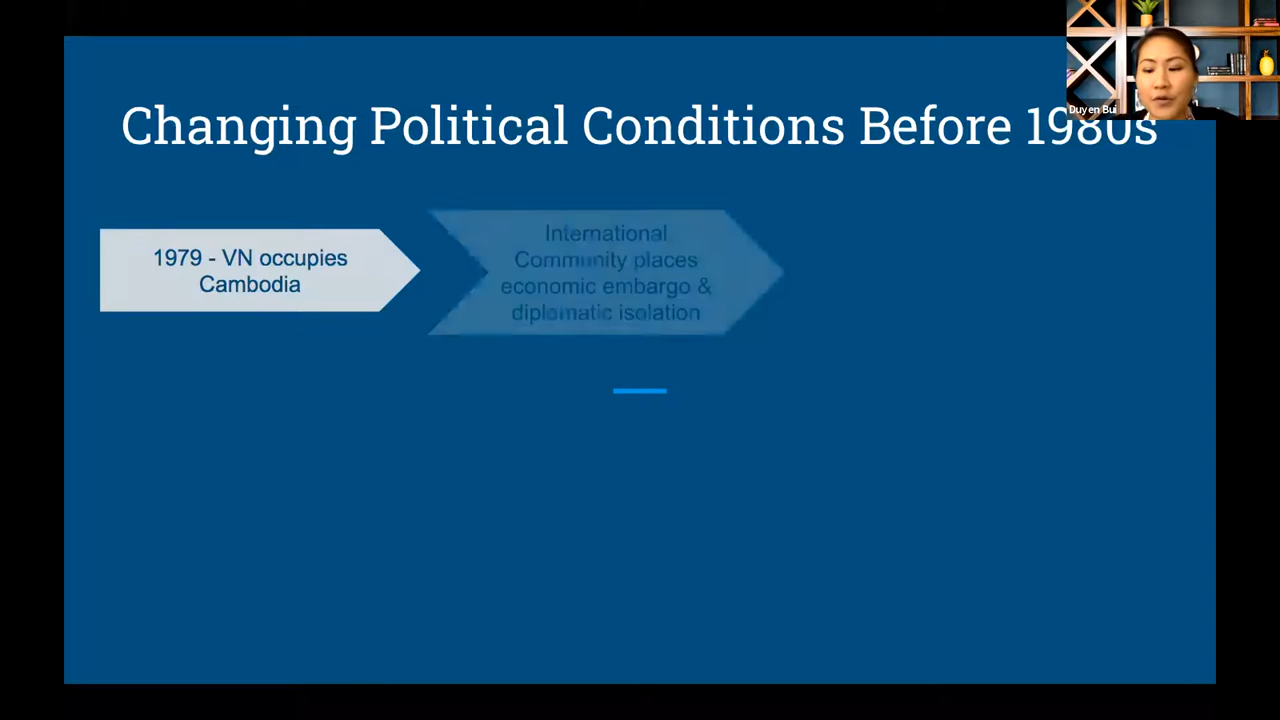 Changing Political Conditions Before 1980s
1979 - VN occupies
Cambodia
International
Community places
economic embargo &
diplomatic isolation
Duyen Bui